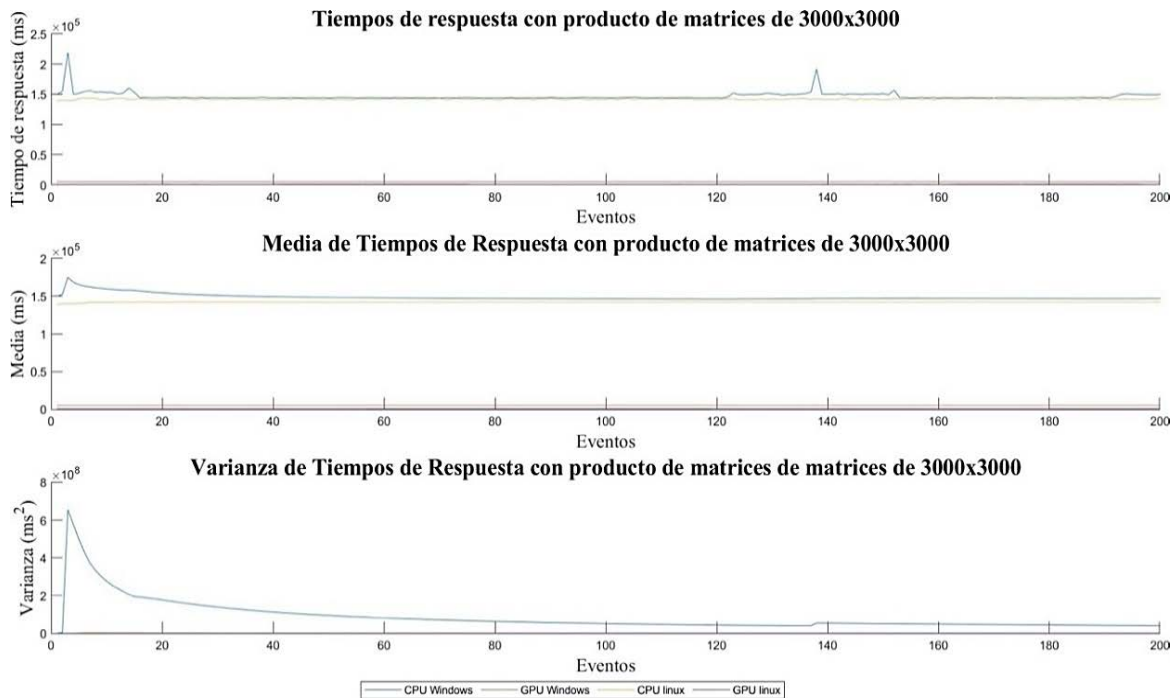 Tiempos de respuesta con producto de matrices de 3000x3000
×10^5
Tiempo de respuesta (ms)
2.5
2
1.5
1
0.5
0
0 20 40 60 80 100 120 140 160 180 200
Eventos
Media de Tiempos de Respuesta con producto de matrices de 3000x3000
×10^5
Media (ms)
2
1.5
1
0.5
0
0 20 40 60 80 100 120 140 160 180 200
Eventos
Varianza de Tiempos de Respuesta con producto de matrices de matrices de 3000x3000
×10^8
Varianza (ms^2)
8
6
4
2
0
0 20 40 60 80 100 120 140 160 180 200
Eventos
CPU Windows GPU Windows CPU linux GPU linux